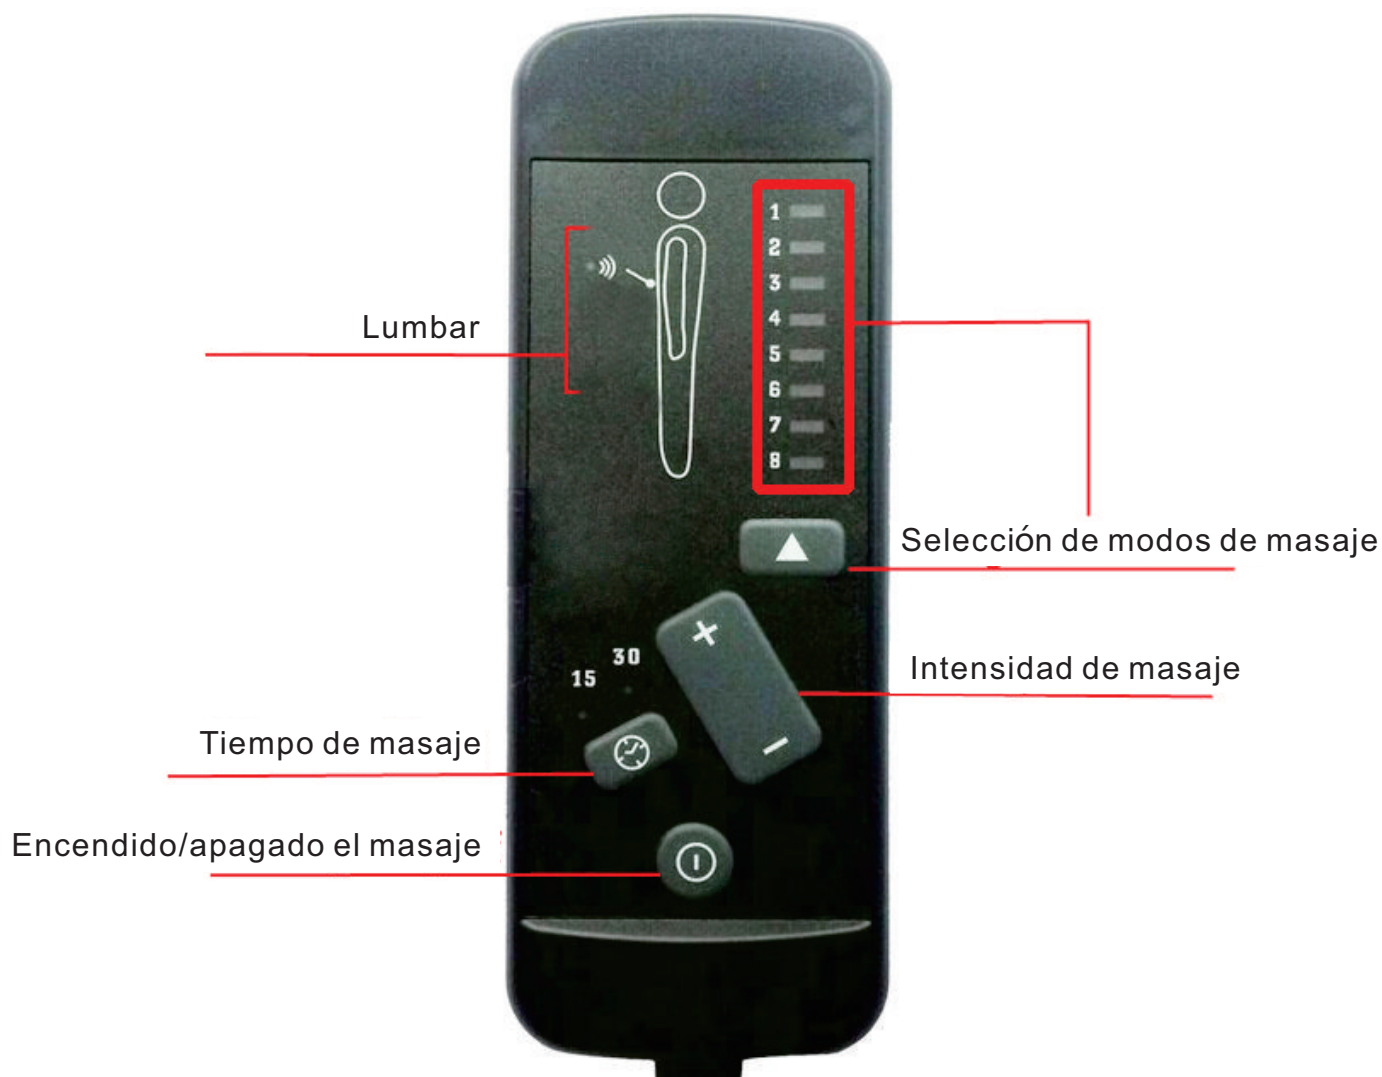 1
2
3
Lumbar
4
5
6
7
8
Selección de modos de masaje
+
30
15
Intensidad de masaje
−
Tiempo de masaje
Encendido/apagado el masaje